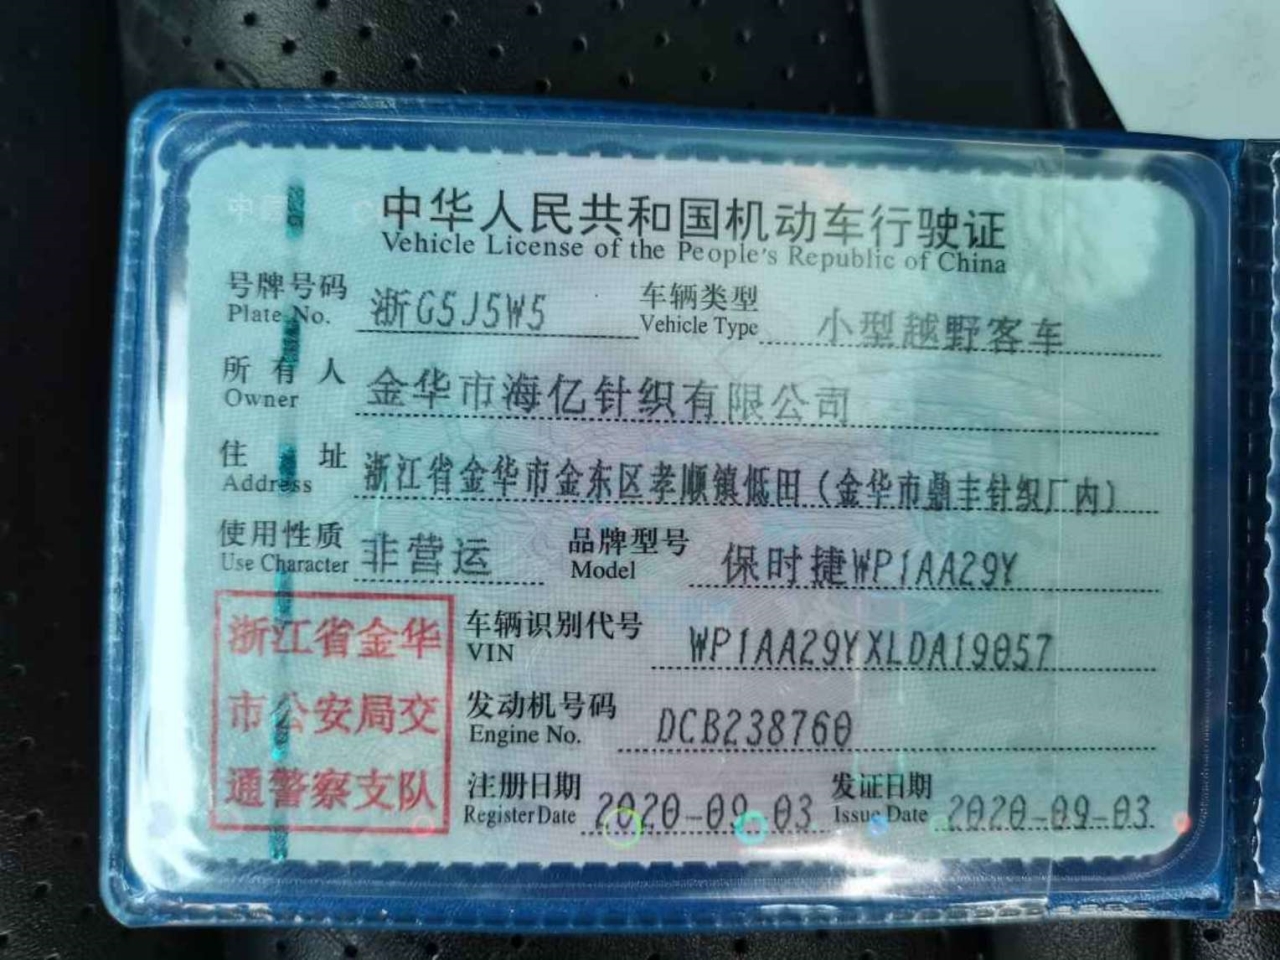 中华人民共和国机动车行驶证
Vehicle License of the People's Republic of China
号牌号码 浙G5J5W5 车辆类型 小型越野客车
Plate No. Vehicle Type
所有人 金华市海亿针织有限公司
Owner
住址 浙江省金华市金东区孝顺镇低田（金华市鼎丰针织厂内）
Address
使用性质 非营运 品牌型号 保时捷WP1AA29Y
Use Character Model
浙江省金华
市公安局交
通警察支队
车辆识别代号 WP1AA29YXLDA19057
VIN
发动机号码 DCB238760
Engine No.
注册日期 2020-09-03 发证日期 2020-09-03
Register Date Issue Date